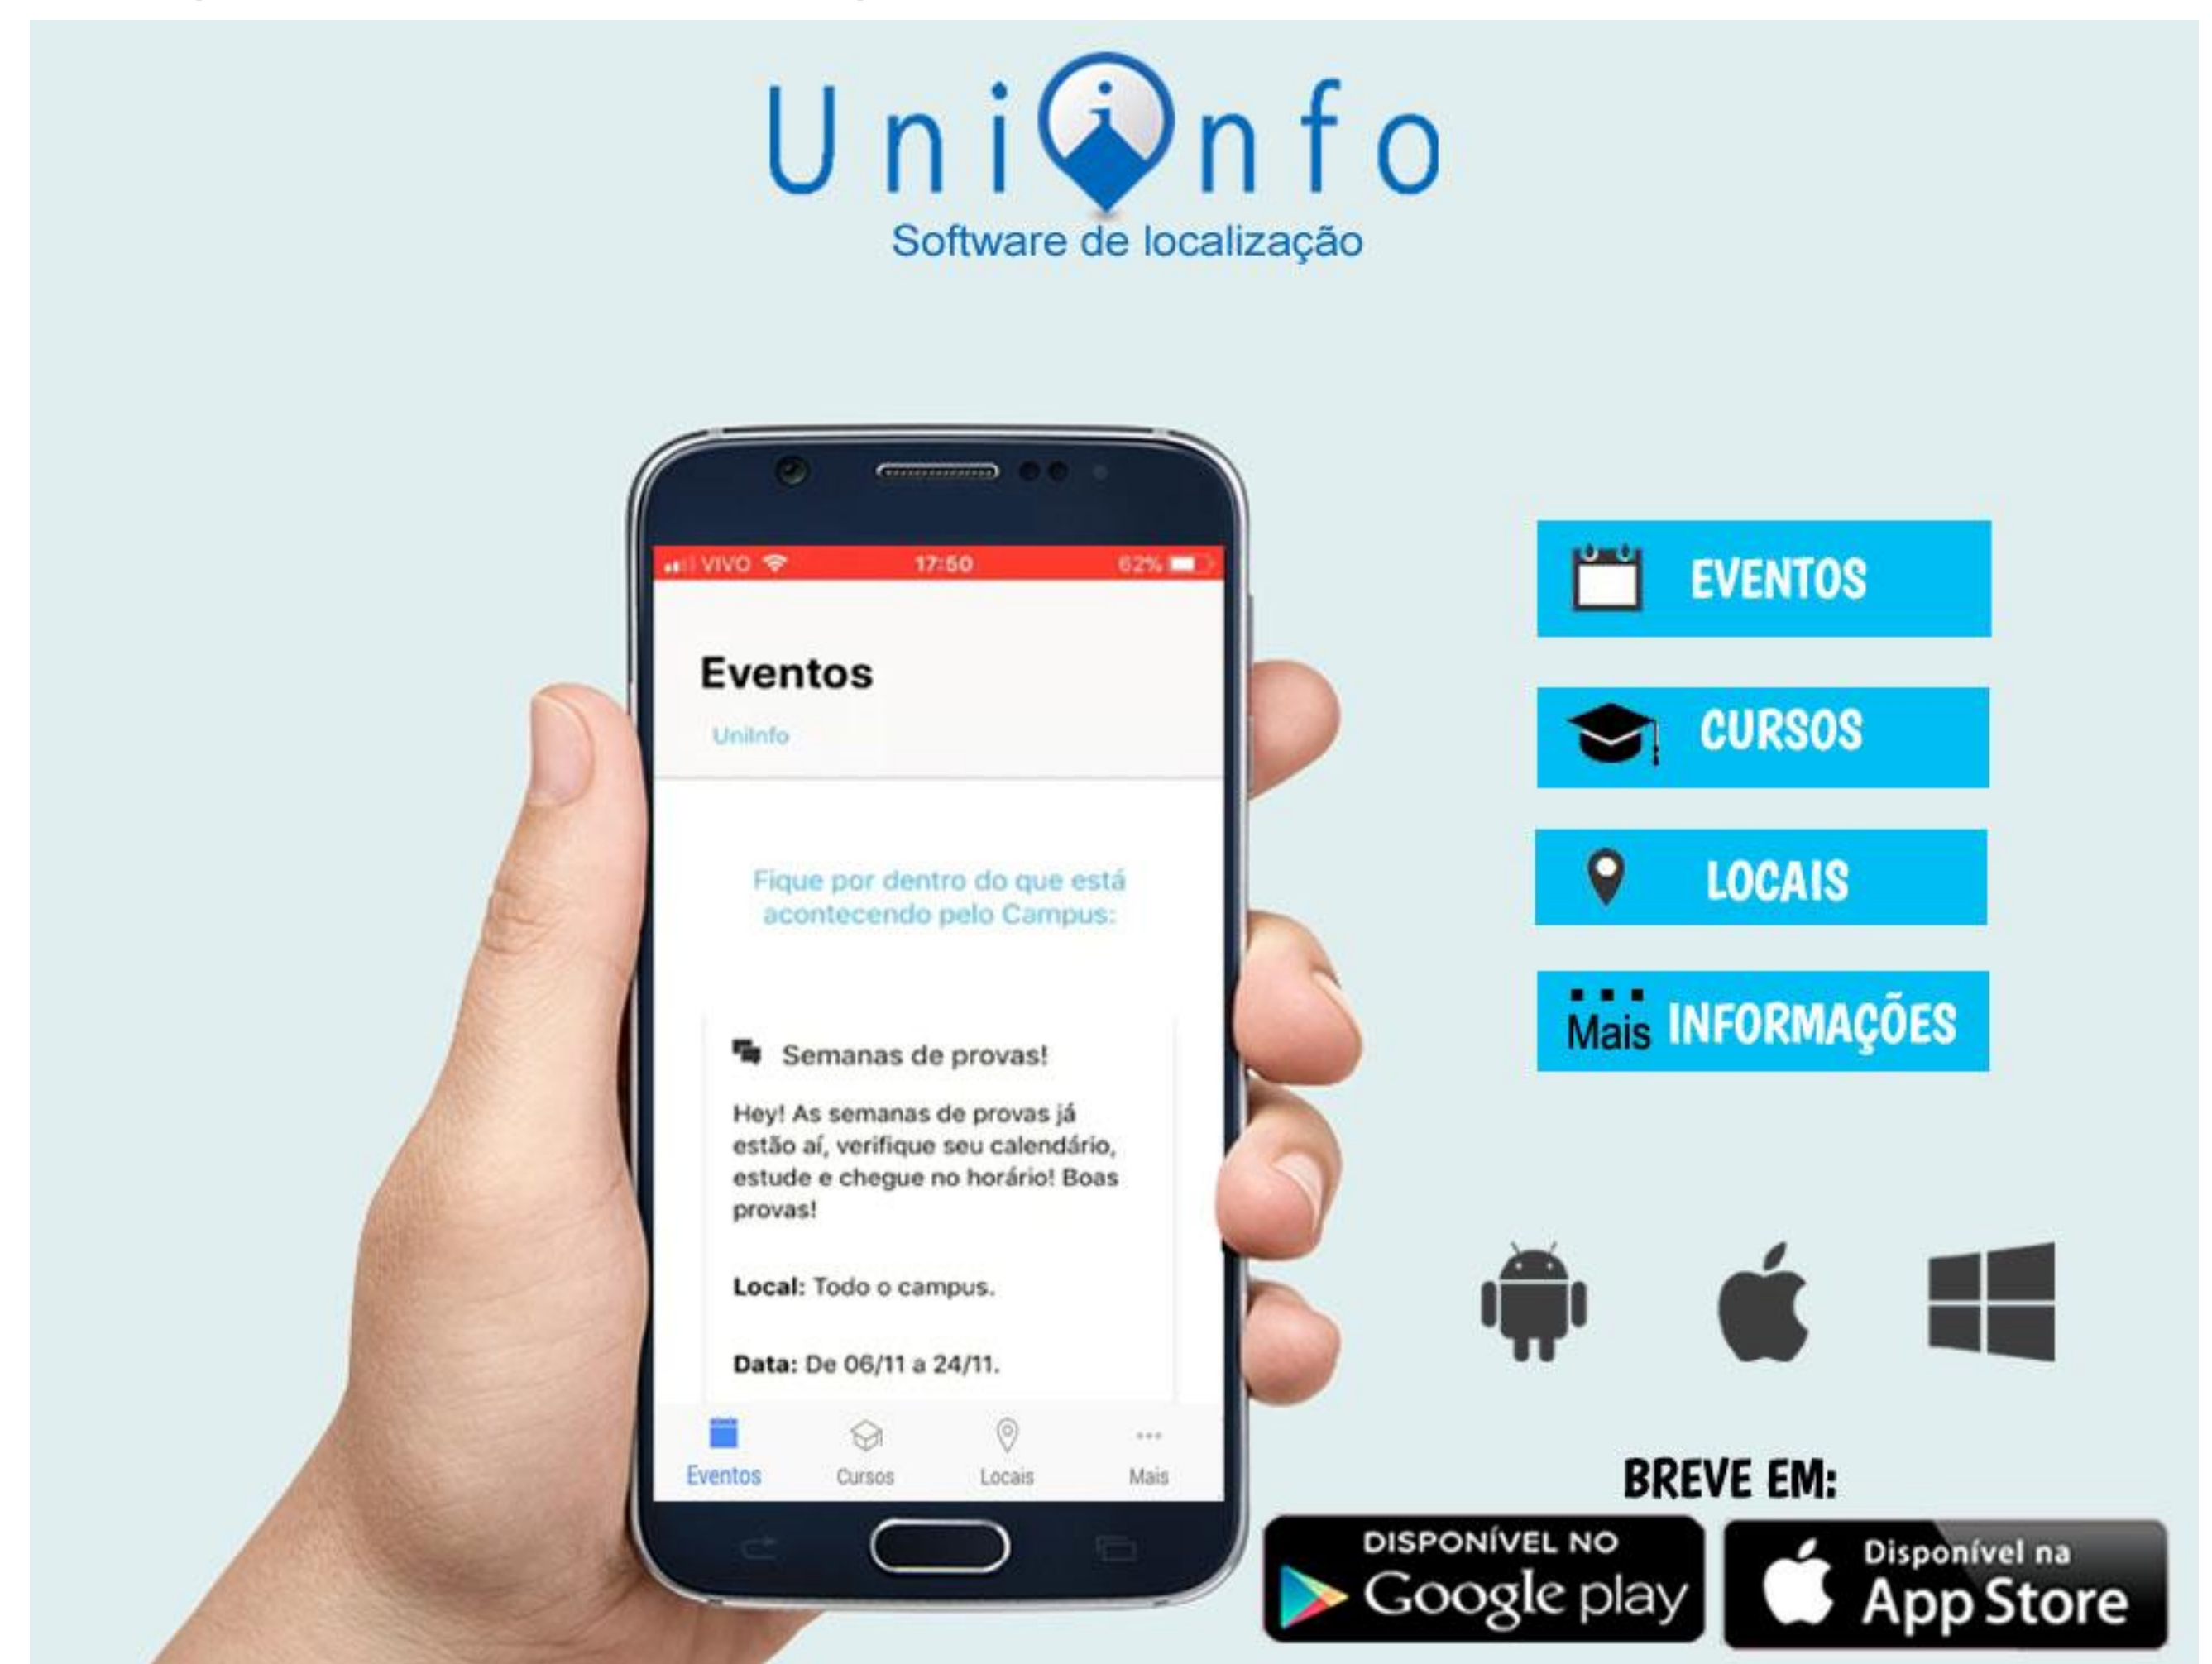 UniInfo
Software de localização
VIVO 17:50 62%
Eventos
UniInfo
Fique por dentro do que está
acontecendo pelo Campus:
Semanas de provas!
Hey! As semanas de provas já
estão aí, verifique seu calendário,
estude e chegue no horário! Boas
provas!
Local: Todo o campus.
Data: De 06/11 a 24/11.
Eventos Cursos Locais Mais
EVENTOS
CURSOS
LOCAIS
Mais INFORMAÇÕES
BREVE EM:
DISPONÍVEL NO
Google play
Disponível na
App Store